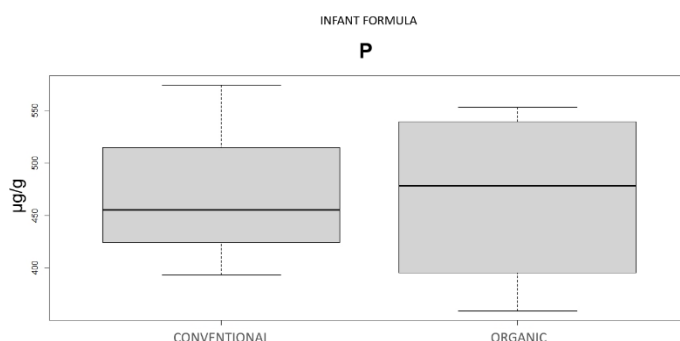 INFANT FORMULA
P
µg/g
550
500
450
400
CONVENTIONAL
ORGANIC